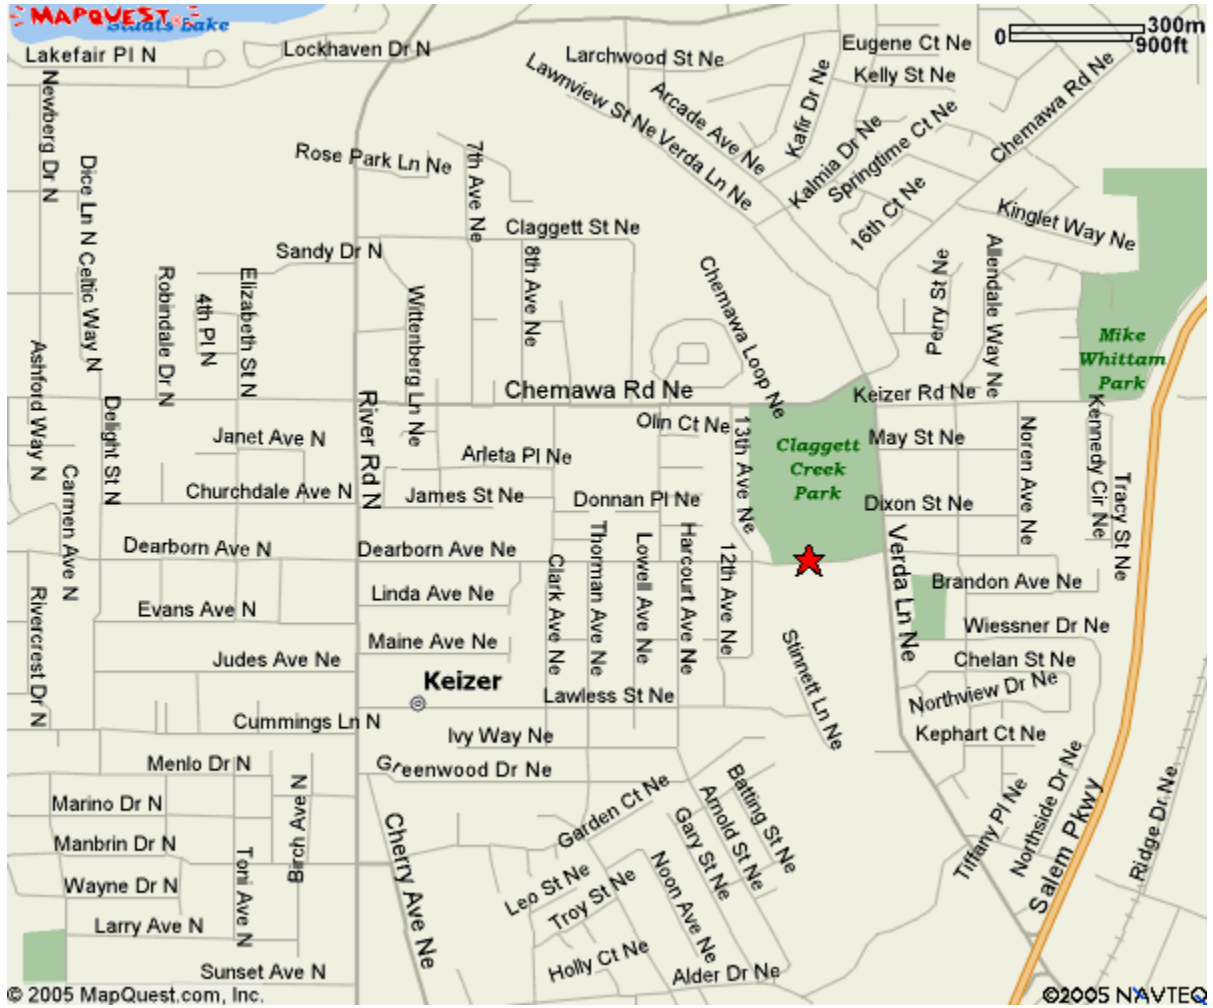 MAPQUEST
Staats Lake
Lakefair Pl N
Lockhaven Dr N
Larchwood St Ne
Eugene Ct Ne
0
300m
900ft
Kelly St Ne
Lawnview St Ne
Verda Ln Ne
Arcade Ave Ne
Kafir Dr Ne
Kalmia Dr Ne
Springtime Ct Ne
Chemawa Rd Ne
Newberg Dr N
Dice Ln N
Celtic Way N
Rose Park Ln Ne
7th Ave Ne
16th Ct Ne
Kinglet Way Ne
Claggett St Ne
Sandy Dr N
8th Ave Ne
Chemawa Loop Ne
Perry St Ne
Allendale Way Ne
Robindale Dr N
4th Pl N
Elizabeth St N
Wittenberg Ln Ne
Mike
Whittam
Park
Ashford Way N
Delight St N
River Rd N
Chemawa Rd Ne
Keizer Rd Ne
Janet Ave N
Olin Ct Ne
13th Ave Ne
Claggett
Creek
Park
May St Ne
Noren Ave Ne
Kennedy Cir Ne
Tracy St Ne
Arleta Pl Ne
Carmen Ave N
Churchdale Ave N
James St Ne
Donnan Pl Ne
Dixon St Ne
Dearborn Ave N
Dearborn Ave Ne
Clark Ave Ne
Thorman Ave Ne
Lowell Ave Ne
Harcourt Ave Ne
12th Ave Ne
Verda Ln Ne
Brandon Ave Ne
Rivercrest Dr N
Evans Ave N
Linda Ave Ne
Wiessner Dr Ne
Maine Ave Ne
Judes Ave Ne
Stinnett Ln Ne
Chelan St Ne
Keizer
Lawless St Ne
Northview Dr Ne
Cummings Ln N
Ivy Way Ne
Kephart Ct Ne
Menlo Dr N
Greenwood Dr Ne
Birch Ave N
Marino Dr N
Garden Ct Ne
Batting St Ne
Arnold St Ne
Gary St Ne
Tiffany Pl Ne
Northside Dr Ne
Salem Pkwy
Ridge Dr Ne
Manbrin Dr N
Toni Ave N
Cherry Ave Ne
Wayne Dr N
Leo St Ne
Troy St Ne
Noon Ave Ne
Larry Ave N
Holly Ct Ne
Alder Dr Ne
Sunset Ave N
© 2005 MapQuest.com, Inc.
©2005 NAVTEQ